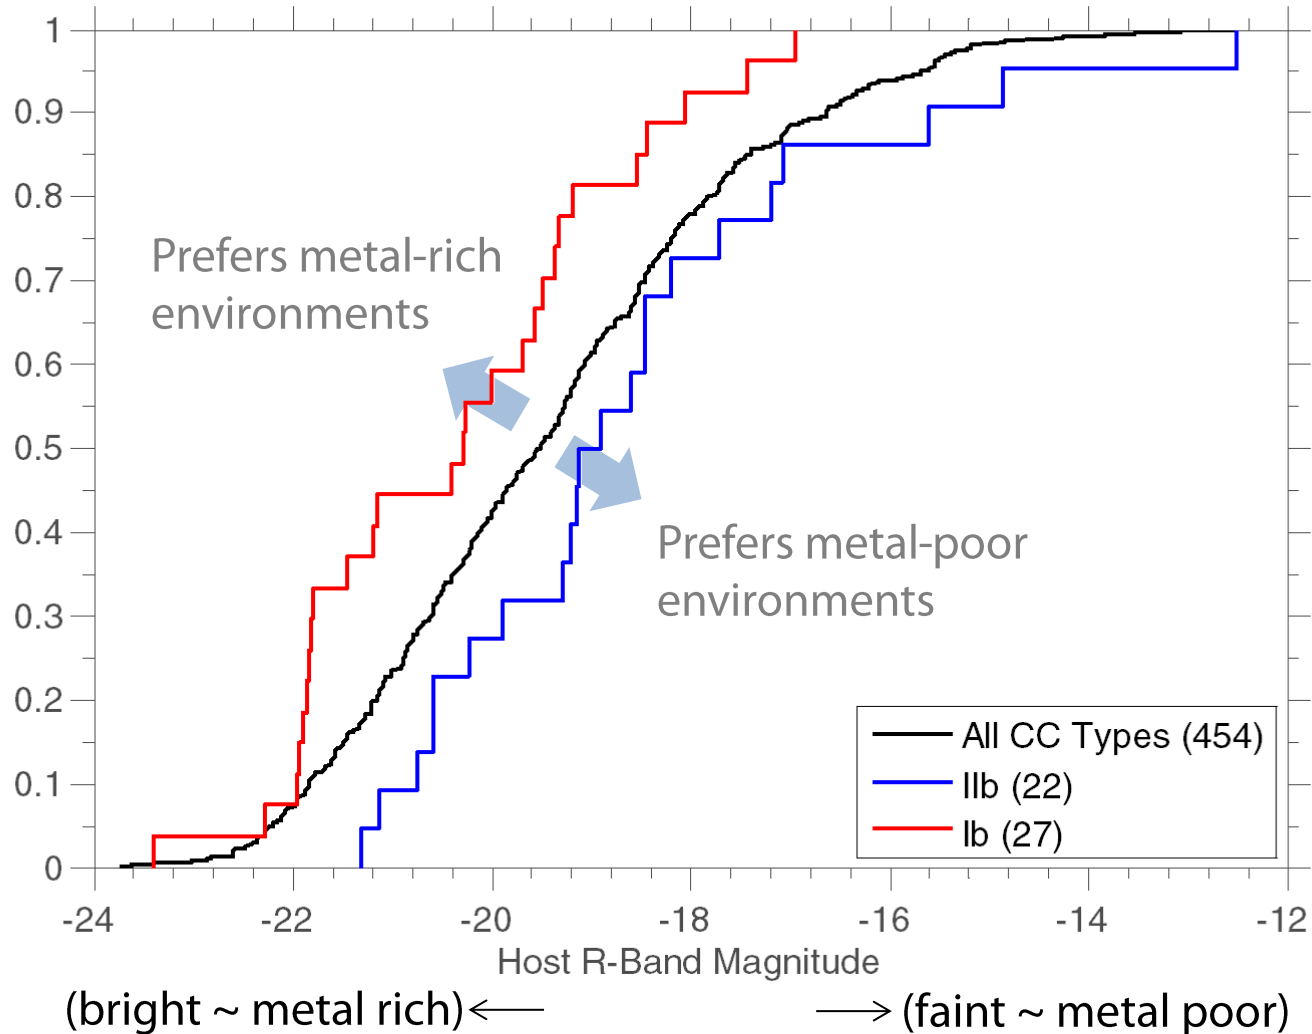 1
0.9
0.8
0.7
0.6
0.5
0.4
0.3
0.2
0.1
0
Prefers metal-rich
environments
Prefers metal-poor
environments
All CC Types (454)
IIb (22)
Ib (27)
-24 -22 -20 -18 -16 -14 -12
Host R-Band Magnitude
(bright ~ metal rich) ← → (faint ~ metal poor)